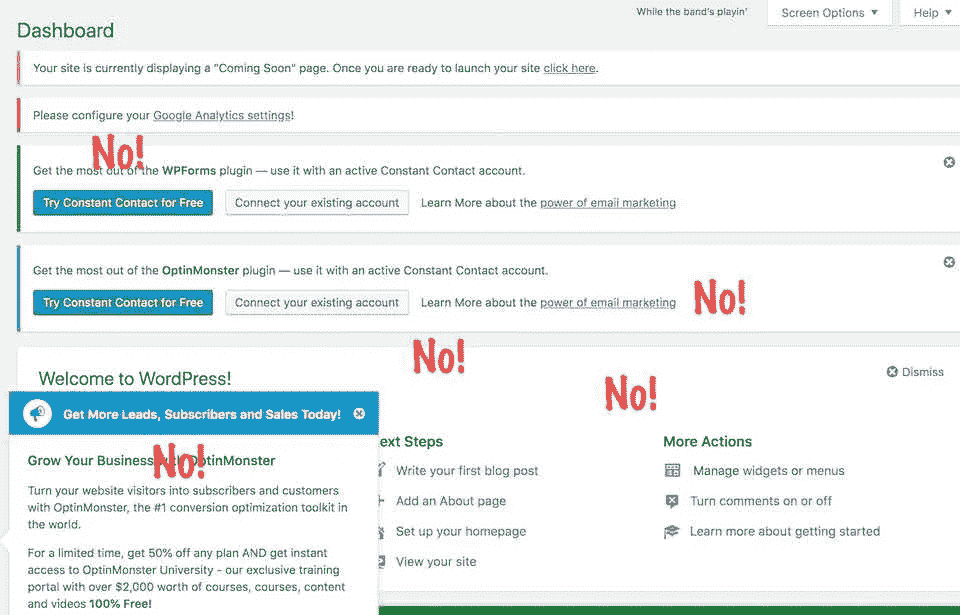 While the band's playin'
Screen Options
Help
Dashboard
Your site is currently displaying a "Coming Soon" page. Once you are ready to launch your site click here.
Please configure your Google Analytics settings!
No!
Get the most out of the WPForms plugin — use it with an active Constant Contact account.
Try Constant Contact for Free
Connect your existing account
Learn More about the power of email marketing
Get the most out of the OptinMonster plugin — use it with an active Constant Contact account.
Try Constant Contact for Free
Connect your existing account
Learn More about the power of email marketing
No!
No!
No!
Welcome to WordPress!
Dismiss
Get More Leads, Subscribers and Sales Today!
No!
Grow Your Business with OptinMonster
Turn your website visitors into subscribers and customers
with OptinMonster, the #1 conversion optimization toolkit in
the world.
For a limited time, get 50% off any plan AND get instant
access to OptinMonster University - our exclusive training
portal with over $2,000 worth of courses, courses, content
and videos 100% Free!
ext Steps
Write your first blog post
Add an About page
Set up your homepage
View your site
More Actions
Manage widgets or menus
Turn comments on or off
Learn more about getting started